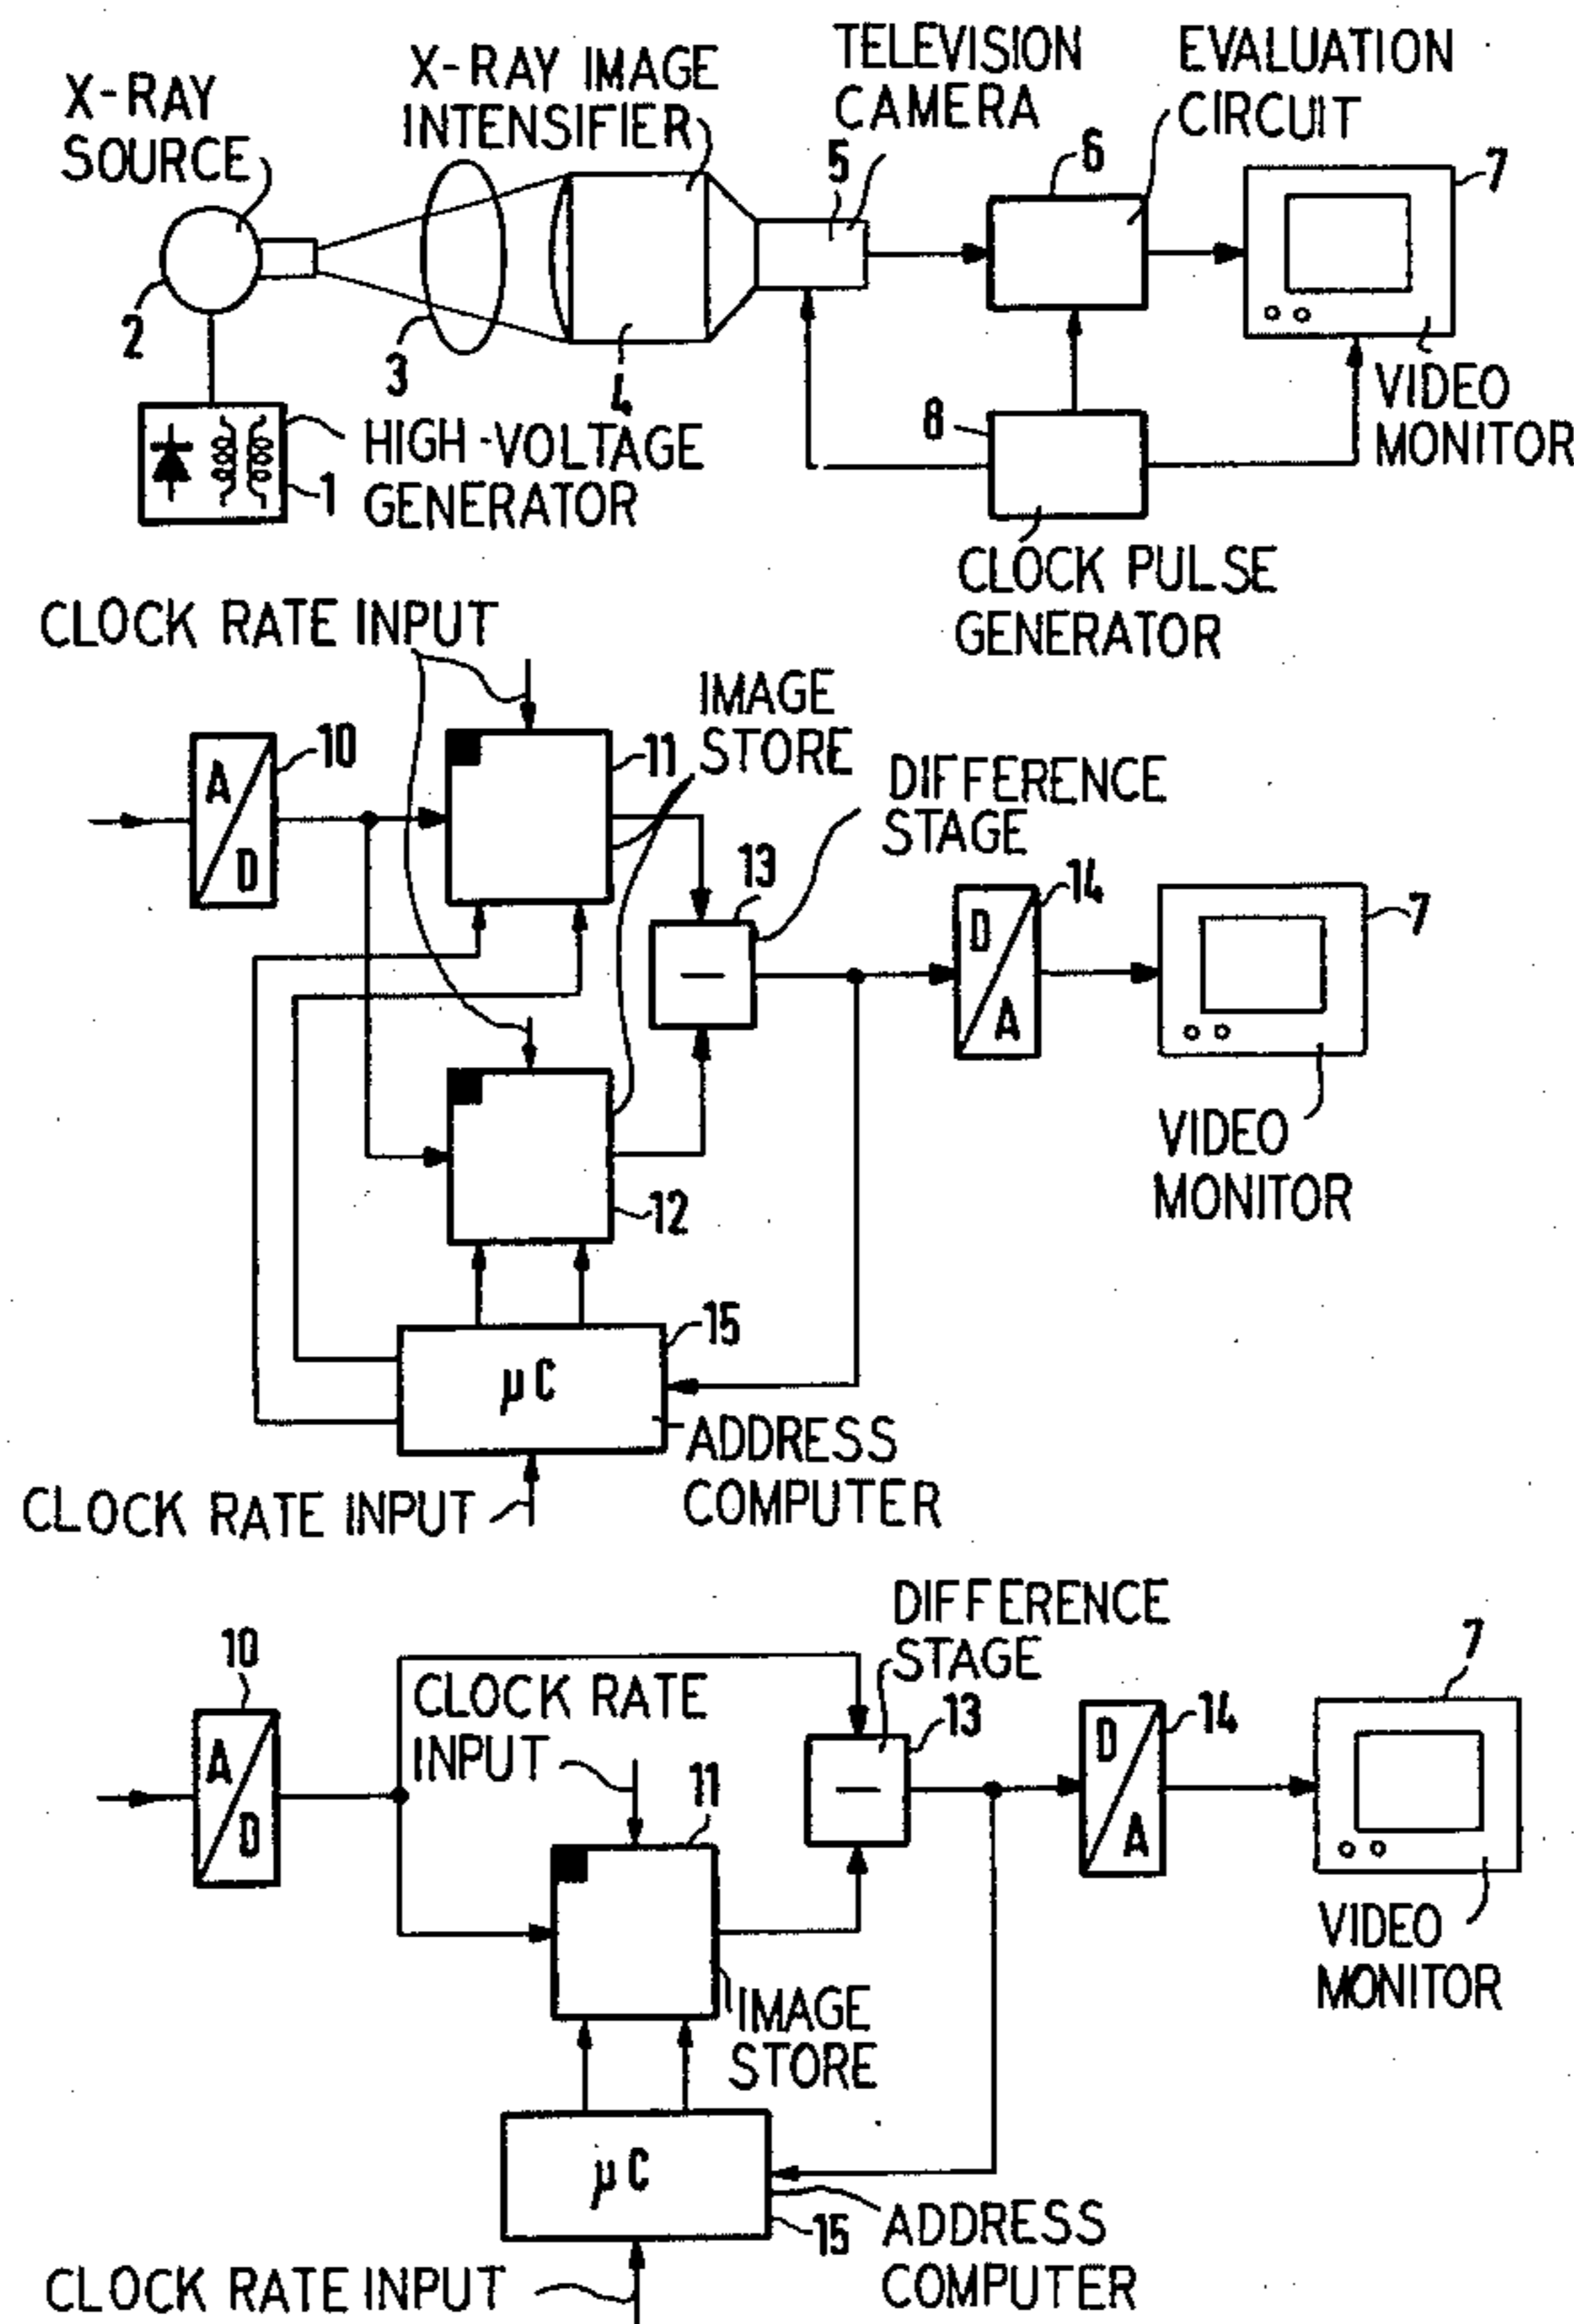 X-RAY
SOURCE
X-RAY IMAGE
INTENSIFIER
TELEVISION
CAMERA
EVALUATION
CIRCUIT
5
6
7
2
3
4
VIDEO
MONITOR
8
HIGH-VOLTAGE
GENERATOR
1
CLOCK PULSE
GENERATOR
CLOCK RATE INPUT
IMAGE
STORE
10
11
A
D
DIFFERENCE
STAGE
13
14
7
D
A
VIDEO
MONITOR
12
15
µC
ADDRESS
COMPUTER
CLOCK RATE INPUT
DIFFERENCE
STAGE
10
7
CLOCK RATE
INPUT
13
14
A
D
11
D
A
VIDEO
MONITOR
IMAGE
STORE
µC
15
ADDRESS
COMPUTER
CLOCK RATE INPUT